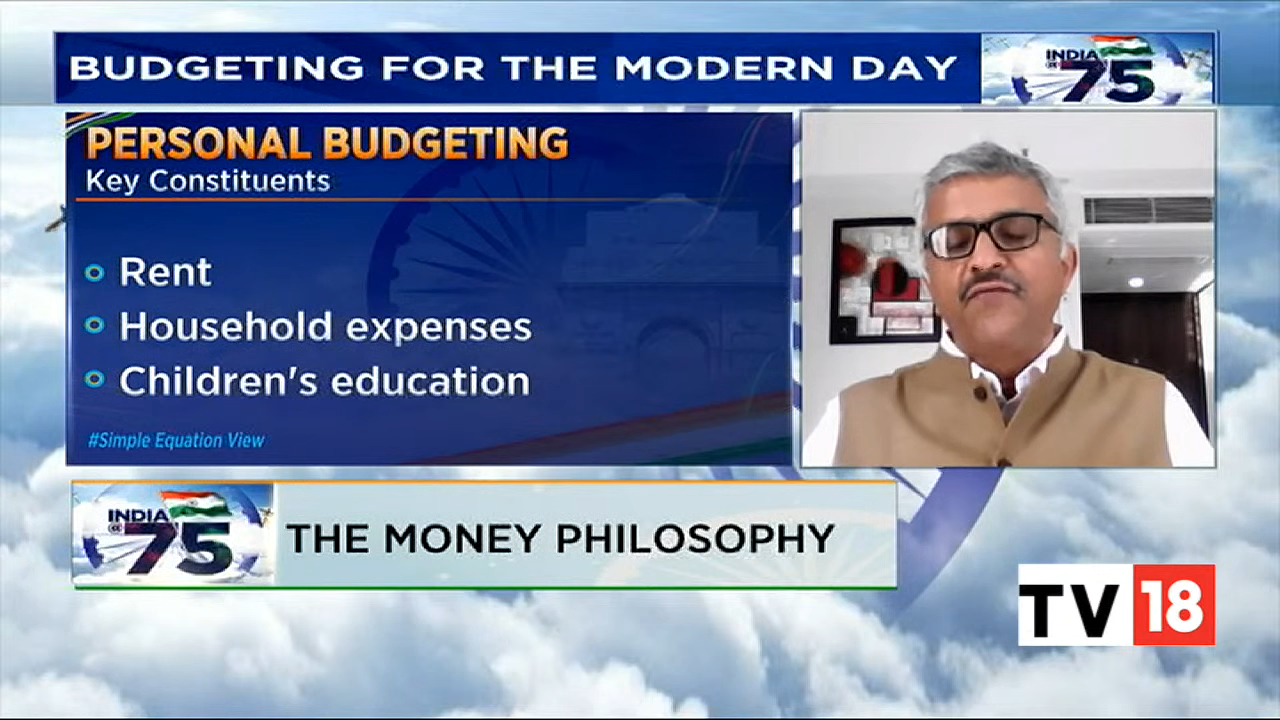 BUDGETING FOR THE MODERN DAY
INDIA
@75
PERSONAL BUDGETING
Key Constituents
Rent
Household expenses
Children's education
#Simple Equation View
INDIA
@75
THE MONEY PHILOSOPHY
TV18